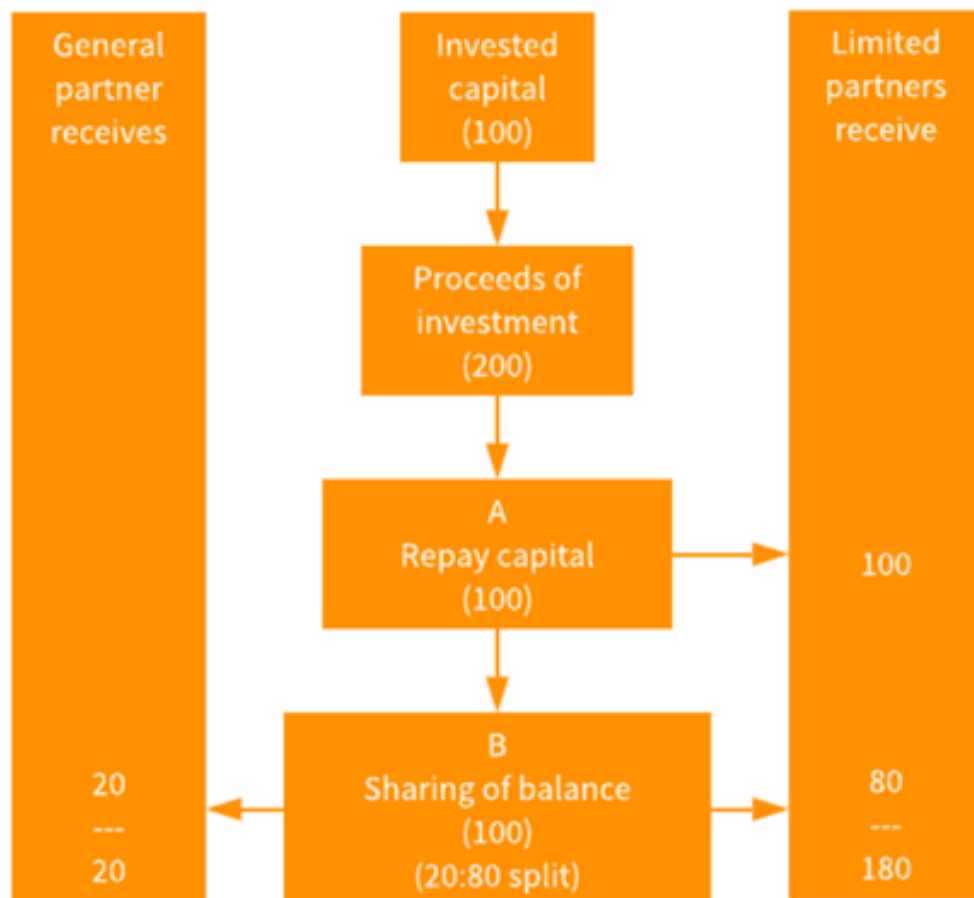 General
partner
receives
Invested
capital
(100)
Limited
partners
receive
Proceeds of
investment
(200)
A
Repay capital
(100)
100
B
Sharing of balance
(100)
(20:80 split)
20
---
20
80
---
180